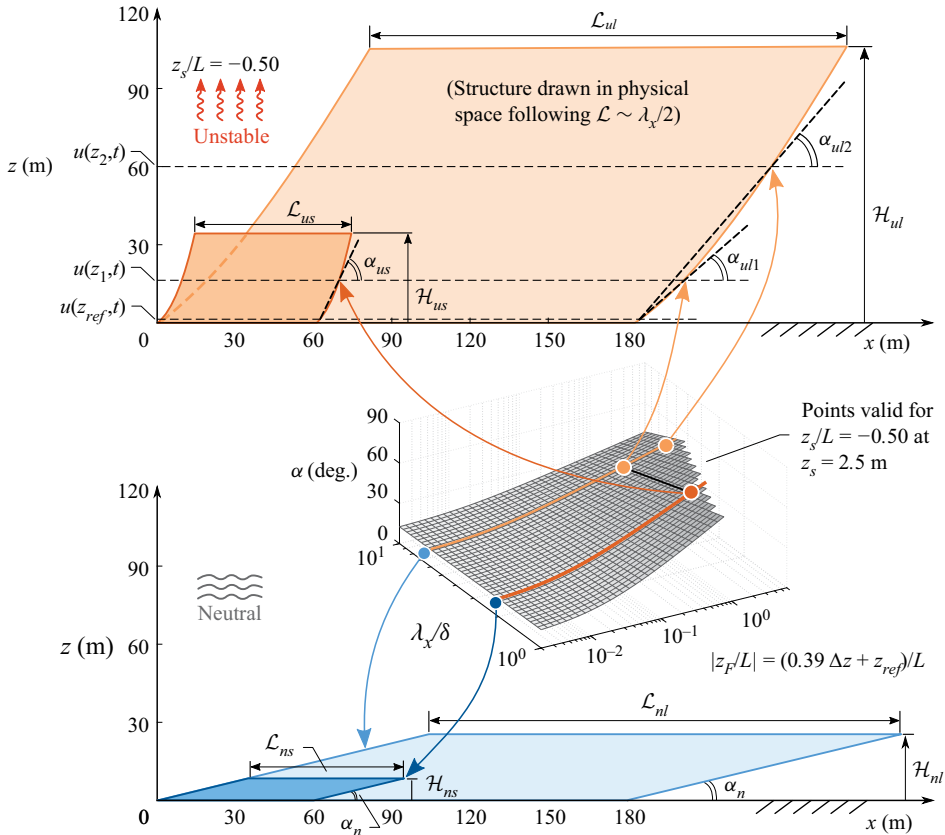 120
ℒ_ul
z_s/L = −0.50
90
Unstable
(Structure drawn in physical
space following ℒ ~ λ_x/2)
u(z_2,t)
α_ul2
z (m)
60
ℋ_ul
ℒ_us
30
u(z_1,t)
α_us
α_ul1
ℋ_us
u(z_ref,t)
0
0 30 60 90 120 150 180
x (m)
90
60
30
0
α (deg.)
Points valid for
z_s/L = −0.50 at
z_s = 2.5 m
10^1
10^0
λ_x/δ
10^−2
10^−1
10^0
|z_F/L| = (0.39 Δz + z_ref)/L
120
90
Neutral
z (m)
60
30
ℒ_nl
ℒ_ns
ℋ_ns
ℋ_nl
α_n
α_n
0
0 30 60 90 120 150 180
x (m)